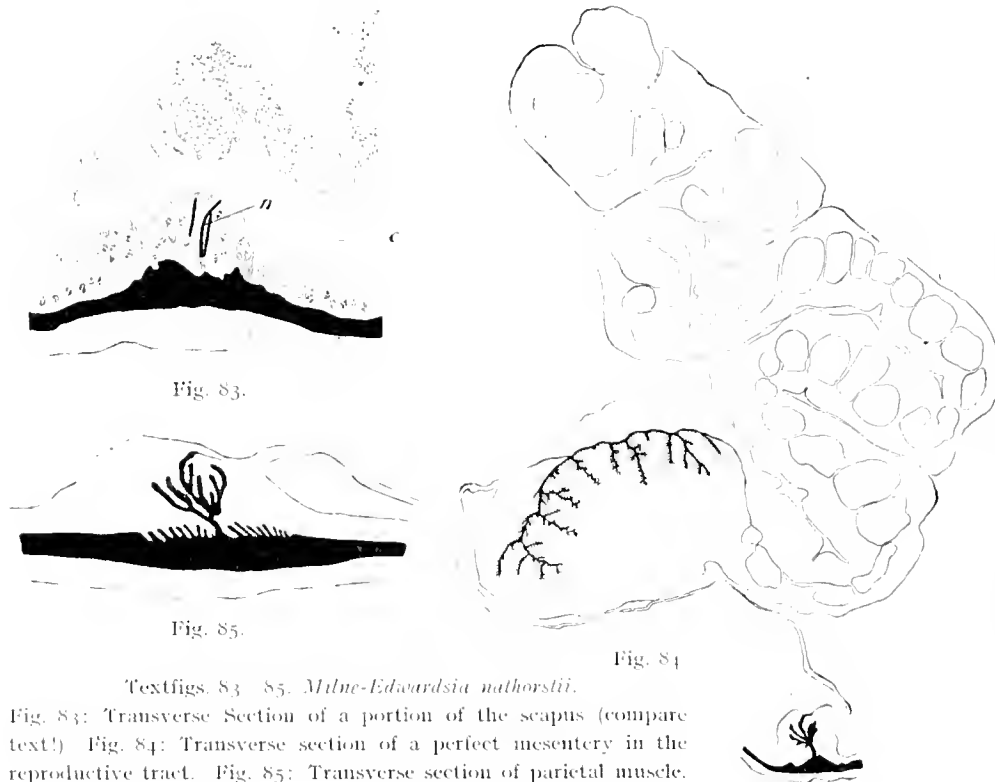 n
c
Fig. 83.
Fig. 85.
Fig. 84
Textfigs. 83 85. Milne-Edwardsia nathorstii.
Fig. 83: Transverse Section of a portion of the scapus (compare
text!) Fig. 84: Transverse section of a perfect mesentery in the
reproductive tract. Fig. 85: Transverse section of parietal muscle.